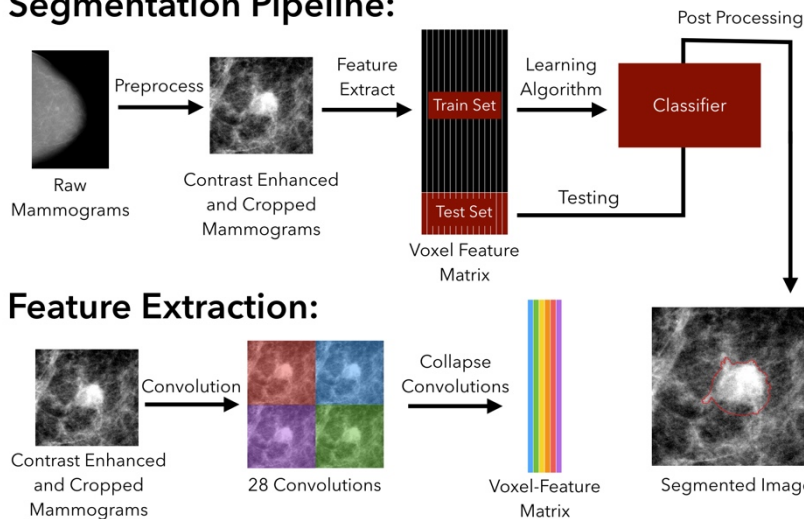 Segmentation Pipeline:
Post Processing
Preprocess
Feature
Extract
Learning
Algorithm
Train Set
Classifier
Raw
Mammograms
Contrast Enhanced
and Cropped
Mammograms
Test Set
Testing
Voxel Feature
Matrix
Feature Extraction:
Convolution
Collapse
Convolutions
Contrast Enhanced
and Cropped
Mammograms
28 Convolutions
Voxel-Feature
Matrix
Segmented Image